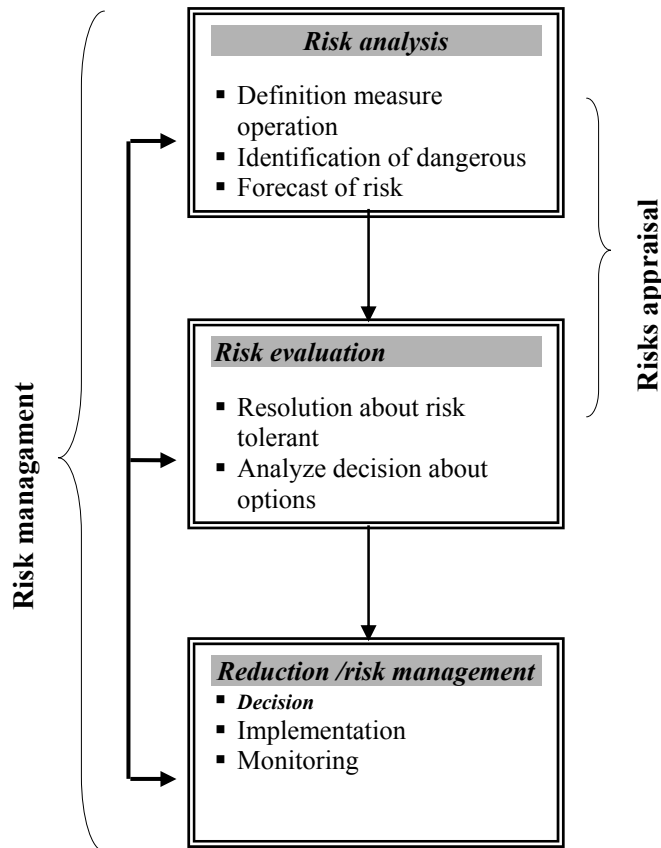 Risk analysis
▪ Definition measure
operation
▪ Identification of dangerous
▪ Forecast of risk
Risks appraisal
Risk evaluation
▪ Resolution about risk
tolerant
▪ Analyze decision about
options
Risk managament
Reduction /risk management
▪ Decision
▪ Implementation
▪ Monitoring